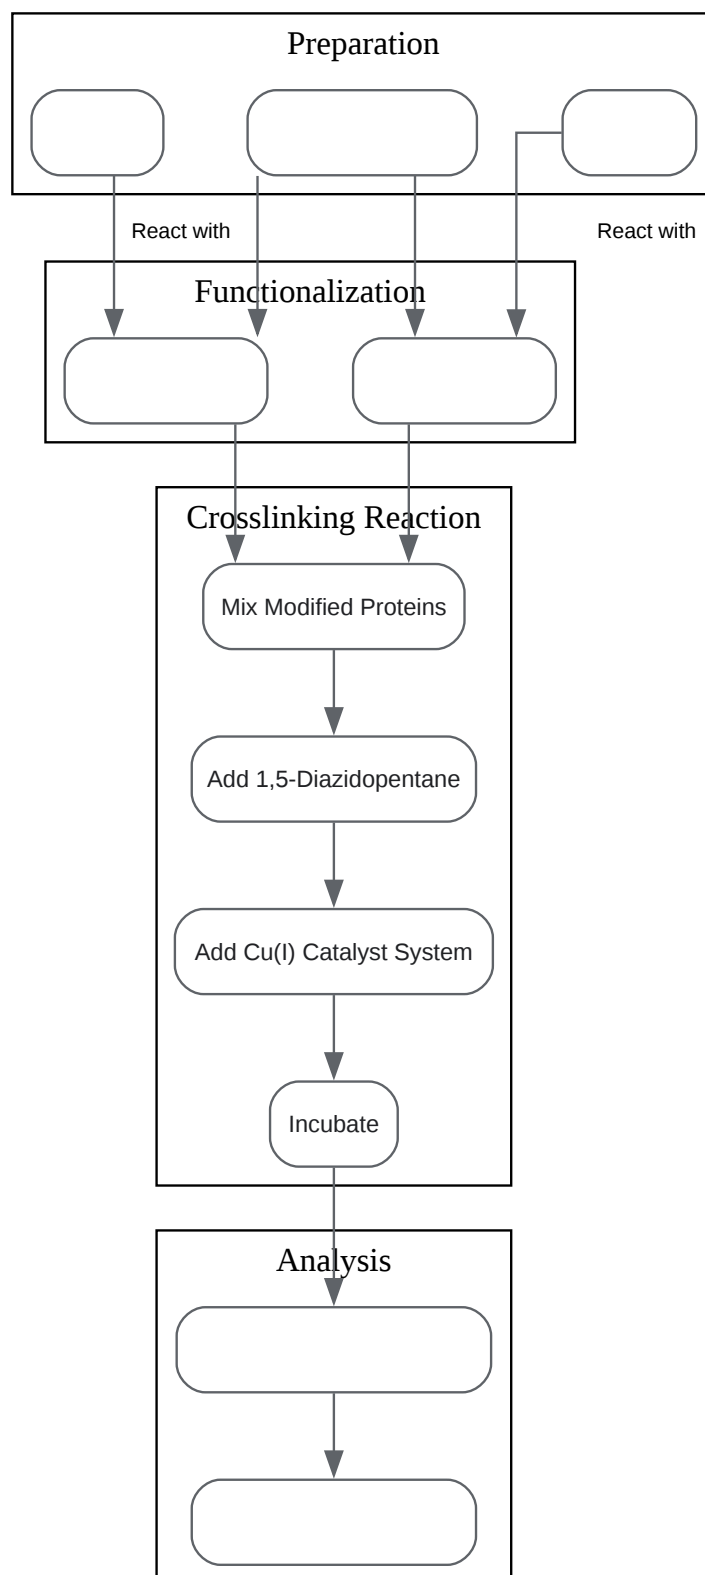 Preparation
React with
React with
Functionalization
Crosslinking Reaction
Mix Modified Proteins
Add 1,5-Diazidopentane
Add Cu(I) Catalyst System
Incubate
Analysis